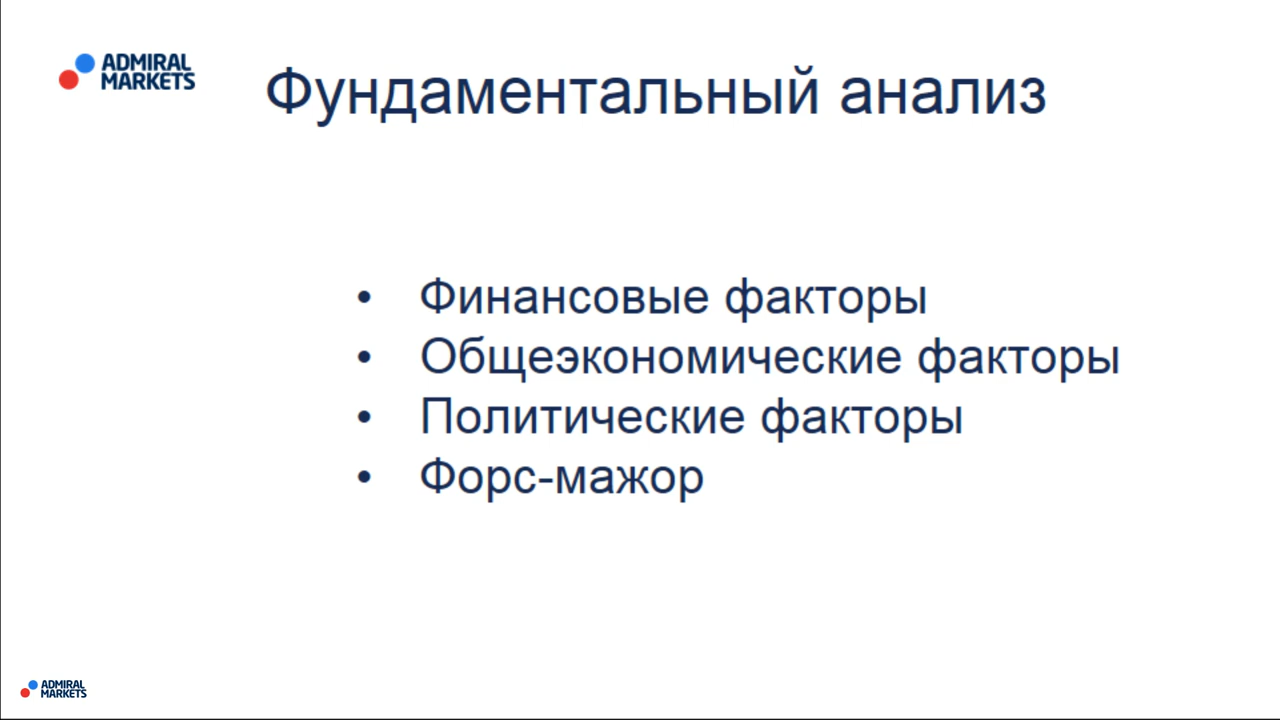 ADMIRAL
MARKETS
Фундаментальный анализ
• Финансовые факторы
• Общеэкономические факторы
• Политические факторы
• Форс-мажор
ADMIRAL
MARKETS